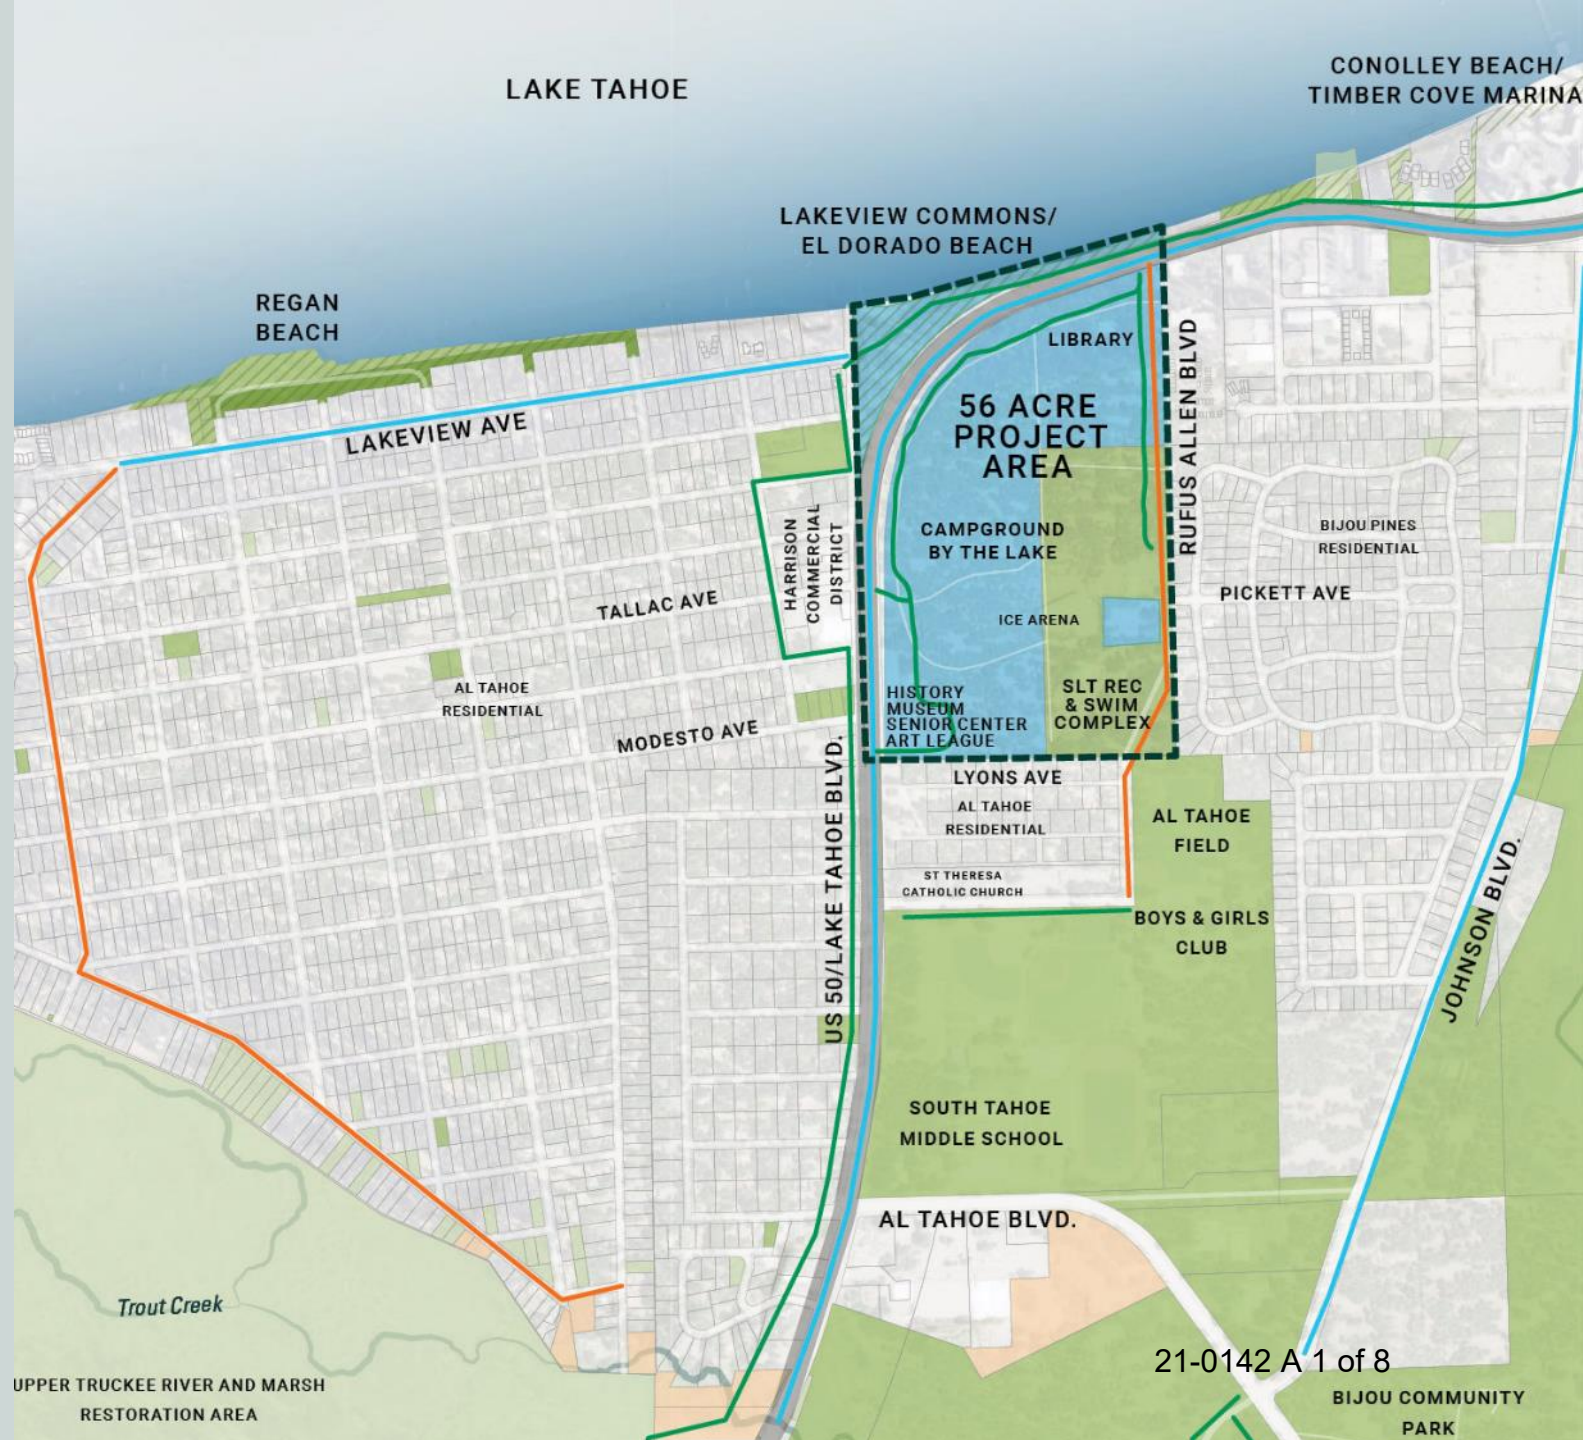 CONOLLEY BEACH/
TIMBER COVE MARINA
LAKE TAHOE
LAKEVIEW COMMONS/
EL DORADO BEACH
REGAN
BEACH
LIBRARY
LAKEVIEW AVE
56 ACRE
PROJECT
AREA
RUFUS ALLEN BLVD
HARRISON
COMMERCIAL
DISTRICT
CAMPGROUND
BY THE LAKE
BIJOU PINES
RESIDENTIAL
TALLAC AVE
PICKETT AVE
ICE ARENA
AL TAHOE
RESIDENTIAL
HISTORY
MUSEUM
SENIOR CENTER
ART LEAGUE
SLT REC
& SWIM
COMPLEX
MODESTO AVE
US 50/LAKE TAHOE BLVD.
LYONS AVE
AL TAHOE
RESIDENTIAL
AL TAHOE
FIELD
ST THERESA
CATHOLIC CHURCH
BOYS & GIRLS
CLUB
JOHNSON BLVD.
SOUTH TAHOE
MIDDLE SCHOOL
AL TAHOE BLVD.
Trout Creek
21-0142 A 1 of 8
UPPER TRUCKEE RIVER AND MARSH
RESTORATION AREA
BIJOU COMMUNITY
PARK